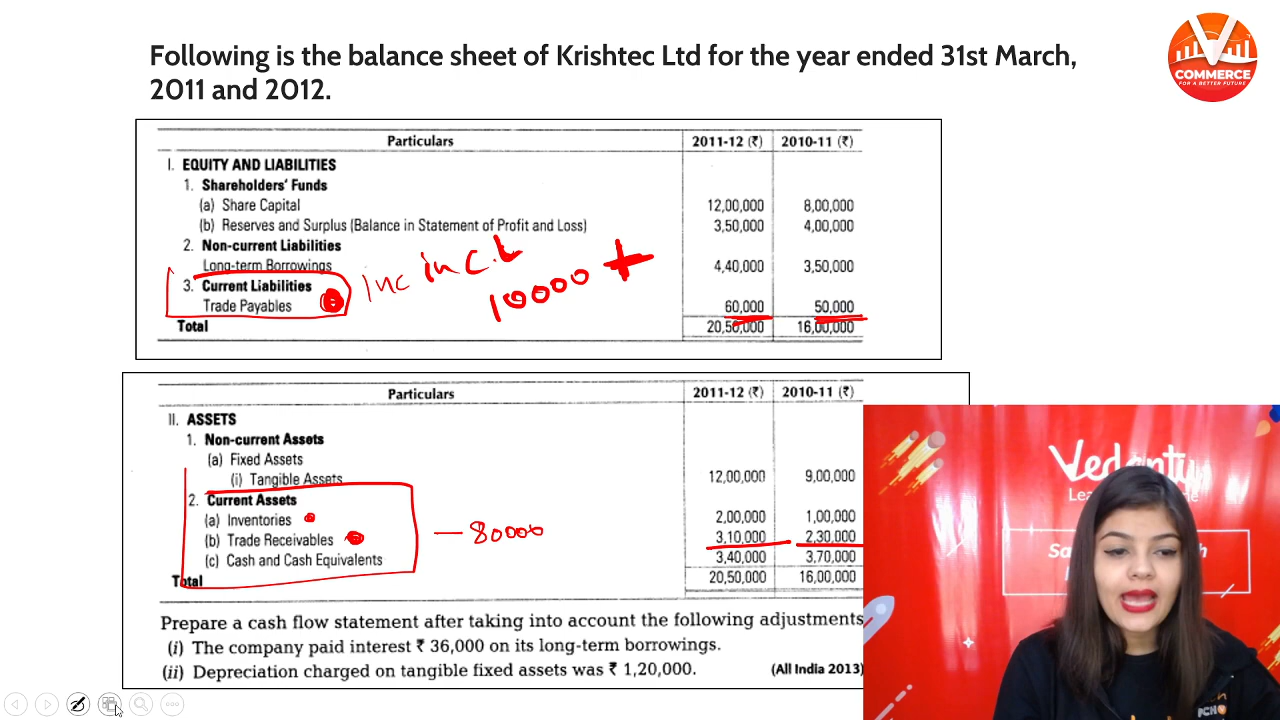 Following is the balance sheet of Krishtec Ltd for the year ended 31st March,
2011 and 2012.
COMMERCE
FOR A BETTER FUTURE
Particulars 2011-12 (₹) 2010-11 (₹)
I. EQUITY AND LIABILITIES
1. Shareholders' Funds
(a) Share Capital 12,00,000 8,00,000
(b) Reserves and Surplus (Balance in Statement of Profit and Loss) 3,50,000 4,00,000
2. Non-current Liabilities
Long-term Borrowings 4,40,000 3,50,000
3. Current Liabilities
Trade Payables 60,000 50,000
Total 20,50,000 16,00,000
Inc in C.L
10000 +
Particulars 2011-12 (₹) 2010-11 (₹)
II. ASSETS
1. Non-current Assets
(a) Fixed Assets
(i) Tangible Assets 12,00,000 9,00,000
2. Current Assets
(a) Inventories 2,00,000 1,00,000
(b) Trade Receivables 3,10,000 2,30,000
(c) Cash and Cash Equivalents 3,40,000 3,70,000
Total 20,50,000 16,00,000
— 80000
Prepare a cash flow statement after taking into account the following adjustments
(i) The company paid interest ₹ 36,000 on its long-term borrowings.
(ii) Depreciation charged on tangible fixed assets was ₹ 1,20,000. (All India 2013)